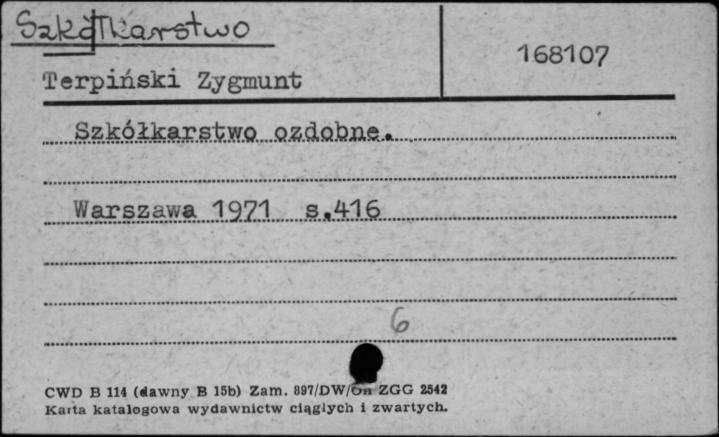 Szkółkarstwo
168107
Terpiński Zygmunt
Szkółkarstwo ozdobne.
Warszawa 1971 s.416
6
CWD B 114 (dawny B 15b) Zam. 897/DW/ ZGG 2542
Karta katalogowa wydawnictw ciągłych i zwartych.